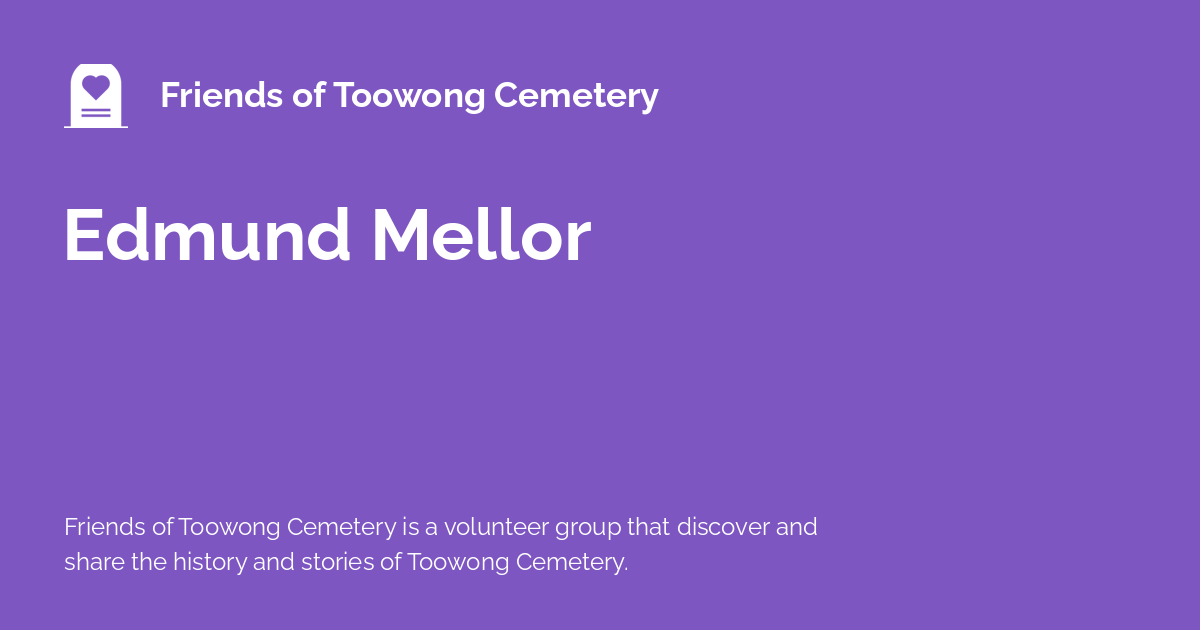 Friends of Toowong Cemetery
Edmund Mellor
Friends of Toowong Cemetery is a volunteer group that discover and
share the history and stories of Toowong Cemetery.